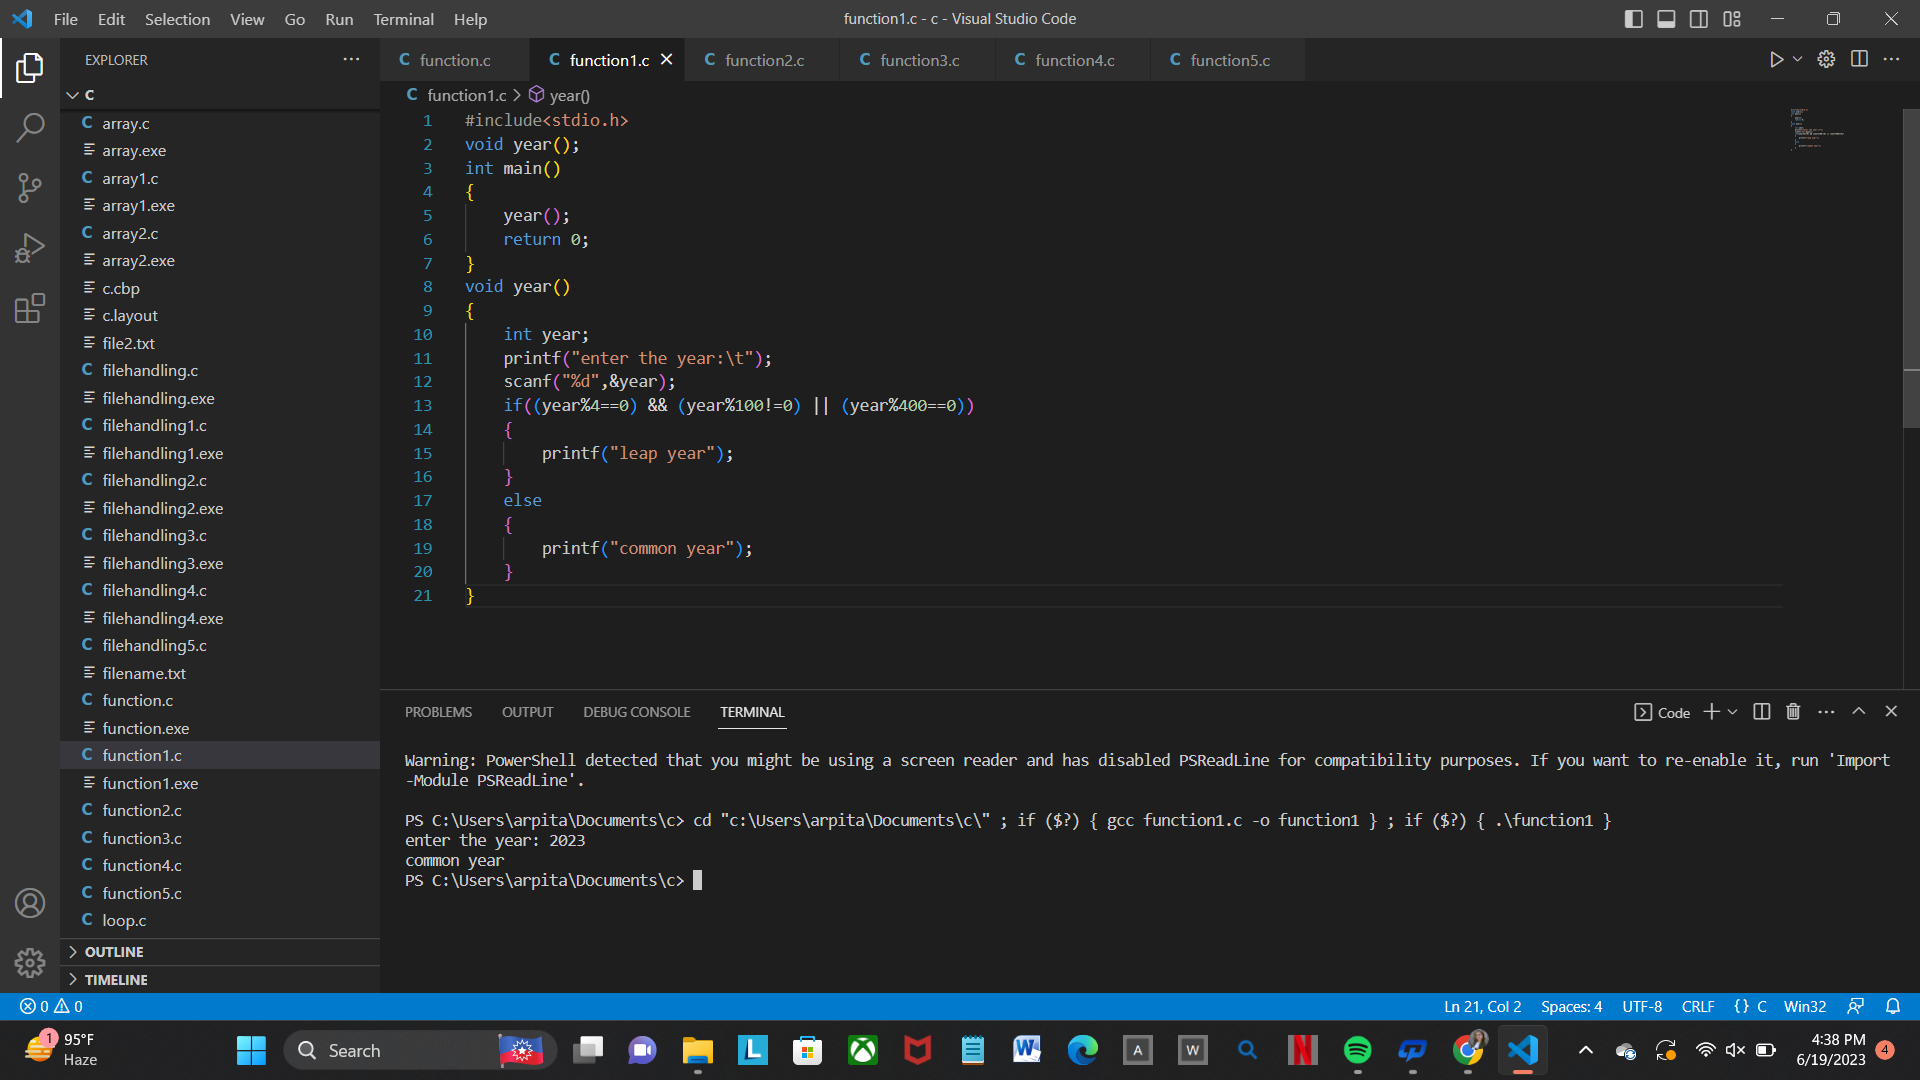 File Edit Selection View Go Run Terminal Help
function1.c - c - Visual Studio Code
EXPLORER
function.c
function1.c
function2.c
function3.c
function4.c
function5.c
C
function1.c > year()
array.c
array.exe
array1.c
array1.exe
array2.c
array2.exe
c.cbp
c.layout
file2.txt
filehandling.c
filehandling.exe
filehandling1.c
filehandling1.exe
filehandling2.c
filehandling2.exe
filehandling3.c
filehandling3.exe
filehandling4.c
filehandling4.exe
filehandling5.c
filename.txt
function.c
function.exe
function1.c
function1.exe
function2.c
function3.c
function4.c
function5.c
loop.c
OUTLINE
TIMELINE
1 #include<stdio.h>
2 void year();
3 int main()
4 {
5     year();
6     return 0;
7 }
8 void year()
9 {
10     int year;
11     printf("enter the year:\t");
12     scanf("%d",&year);
13     if((year%4==0) && (year%100!=0) || (year%400==0))
14     {
15         printf("leap year");
16     }
17     else
18     {
19         printf("common year");
20     }
21 }
PROBLEMS OUTPUT DEBUG CONSOLE TERMINAL
Code
Warning: PowerShell detected that you might be using a screen reader and has disabled PSReadLine for compatibility purposes. If you want to re-enable it, run 'Import
-Module PSReadLine'.
PS C:\Users\arpita\Documents\c> cd "c:\Users\arpita\Documents\c\" ; if ($?) { gcc function1.c -o function1 } ; if ($?) { .\function1 }
enter the year: 2023
common year
PS C:\Users\arpita\Documents\c>
0 0
Ln 21, Col 2 Spaces: 4 UTF-8 CRLF {} C Win32
1
95°F
Haze
Search
4:38 PM
6/19/2023
4